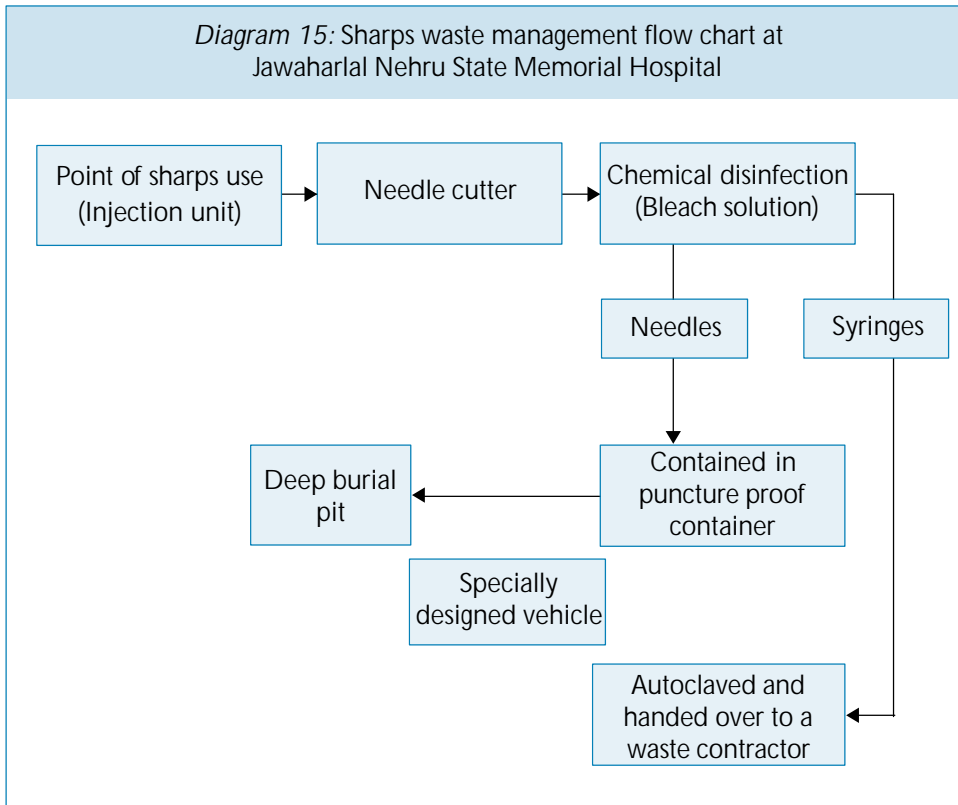 Diagram 15: Sharps waste management flow chart at
Jawaharlal Nehru State Memorial Hospital
Point of sharps use
(Injection unit)
Needle cutter
Chemical disinfection
(Bleach solution)
Needles
Syringes
Deep burial
pit
Contained in
puncture proof
container
Specially
designed vehicle
Autoclaved and
handed over to a
waste contractor